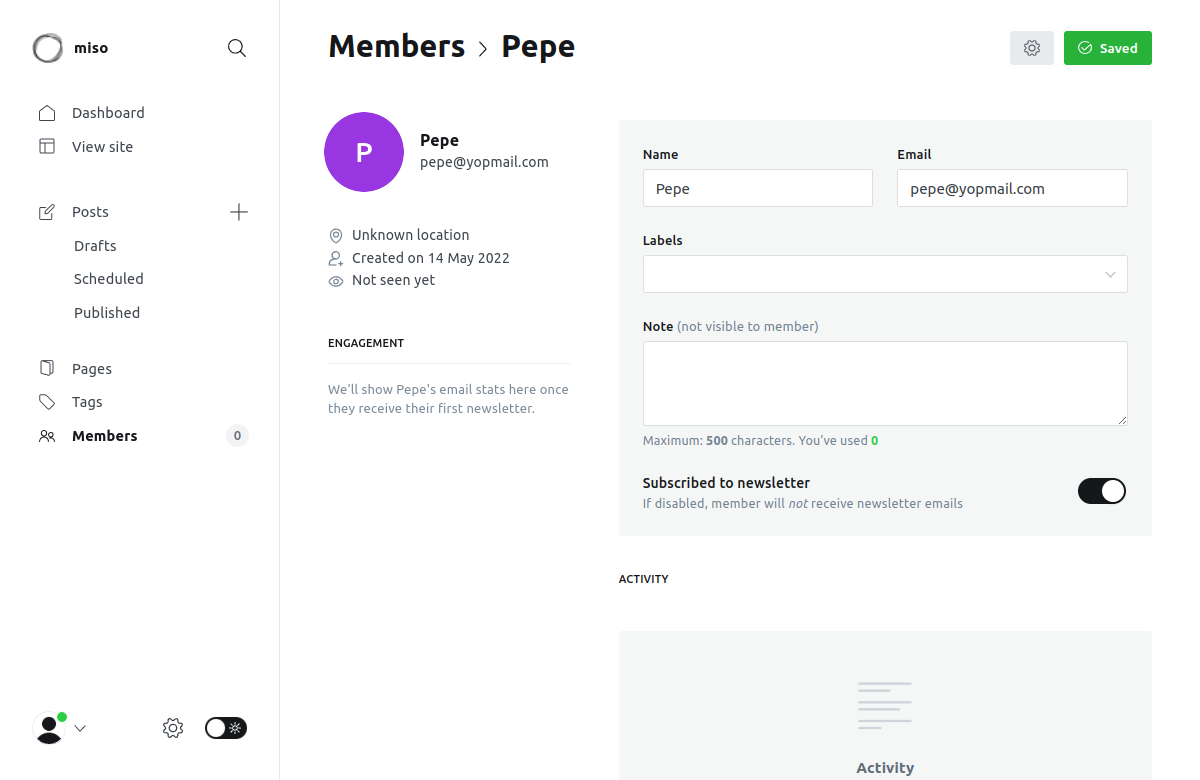 miso
Dashboard
View site
Posts
Drafts
Scheduled
Published
Pages
Tags
Members 0
Members > Pepe
Saved
P
Pepe
pepe@yopmail.com
Unknown location
Created on 14 May 2022
Not seen yet
ENGAGEMENT
We'll show Pepe's email stats here once
they receive their first newsletter.
Name Email
Pepe pepe@yopmail.com
Labels
Note (not visible to member)
Maximum: 500 characters. You've used 0
Subscribed to newsletter
If disabled, member will not receive newsletter emails
ACTIVITY
Activity